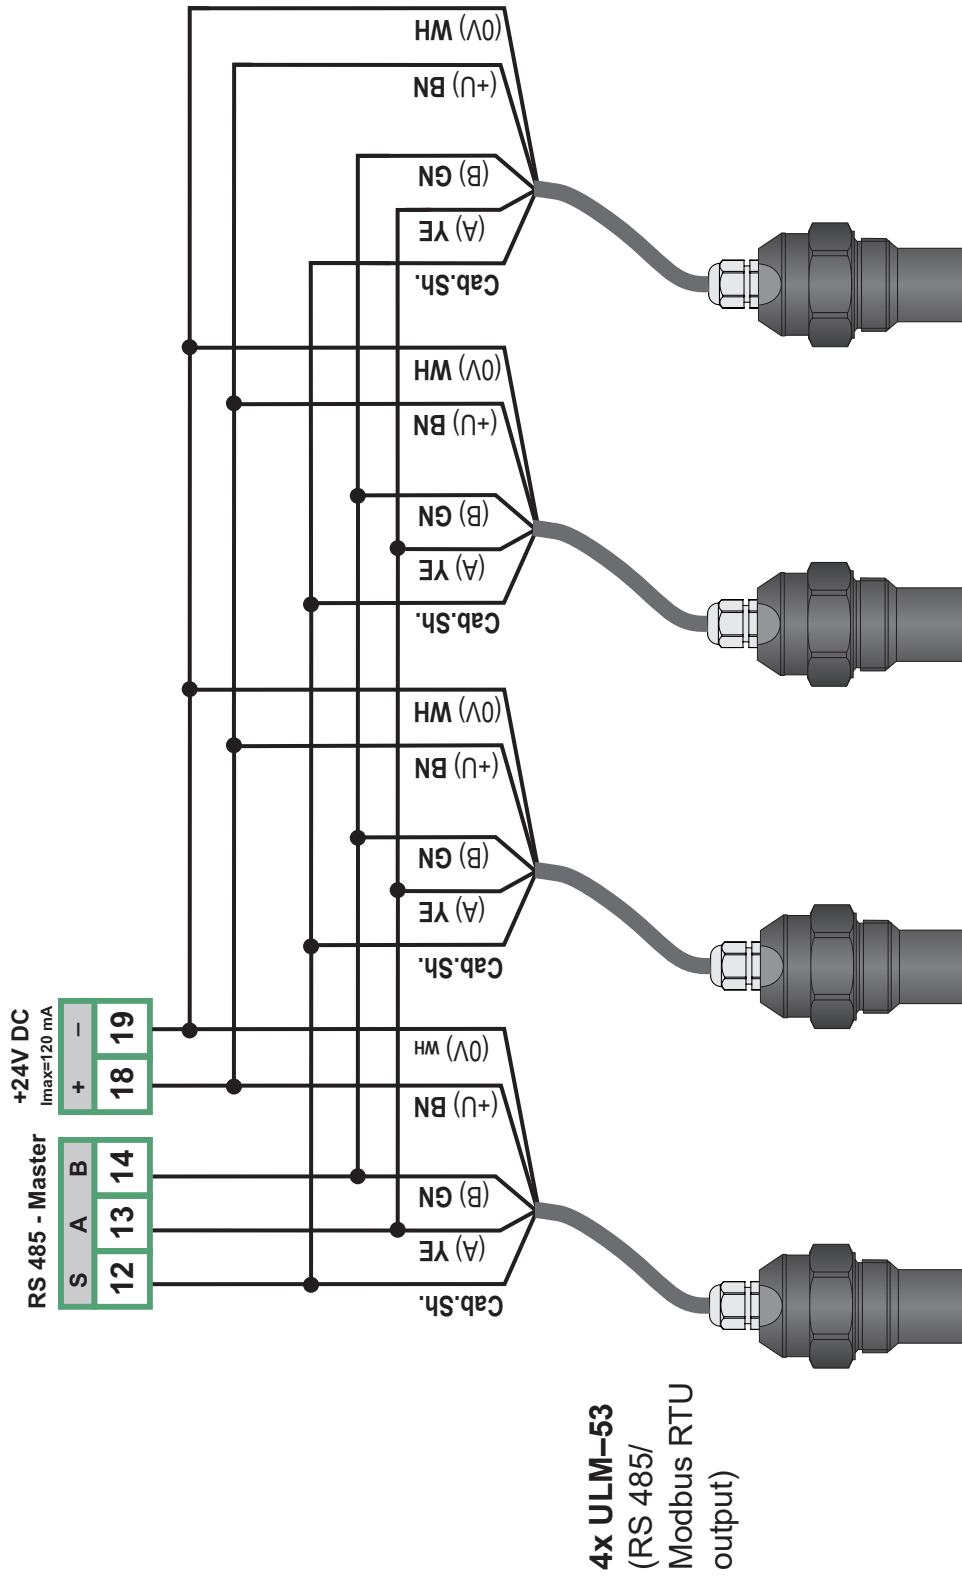 RS 485 - Master
S A B
12 13 14
+24V DC
Imax=120 mA
+ –
18 19
Cab.Sh.
(A) YE
(B) GN
(+U) BN
(0V) WH
Cab.Sh.
(A) YE
(B) GN
(+U) BN
(0V) WH
Cab.Sh.
(A) YE
(B) GN
(+U) BN
(0V) WH
Cab.Sh.
(A) YE
(B) GN
(+U) BN
(0V) WH
4x ULM–53
(RS 485/
Modbus RTU
output)